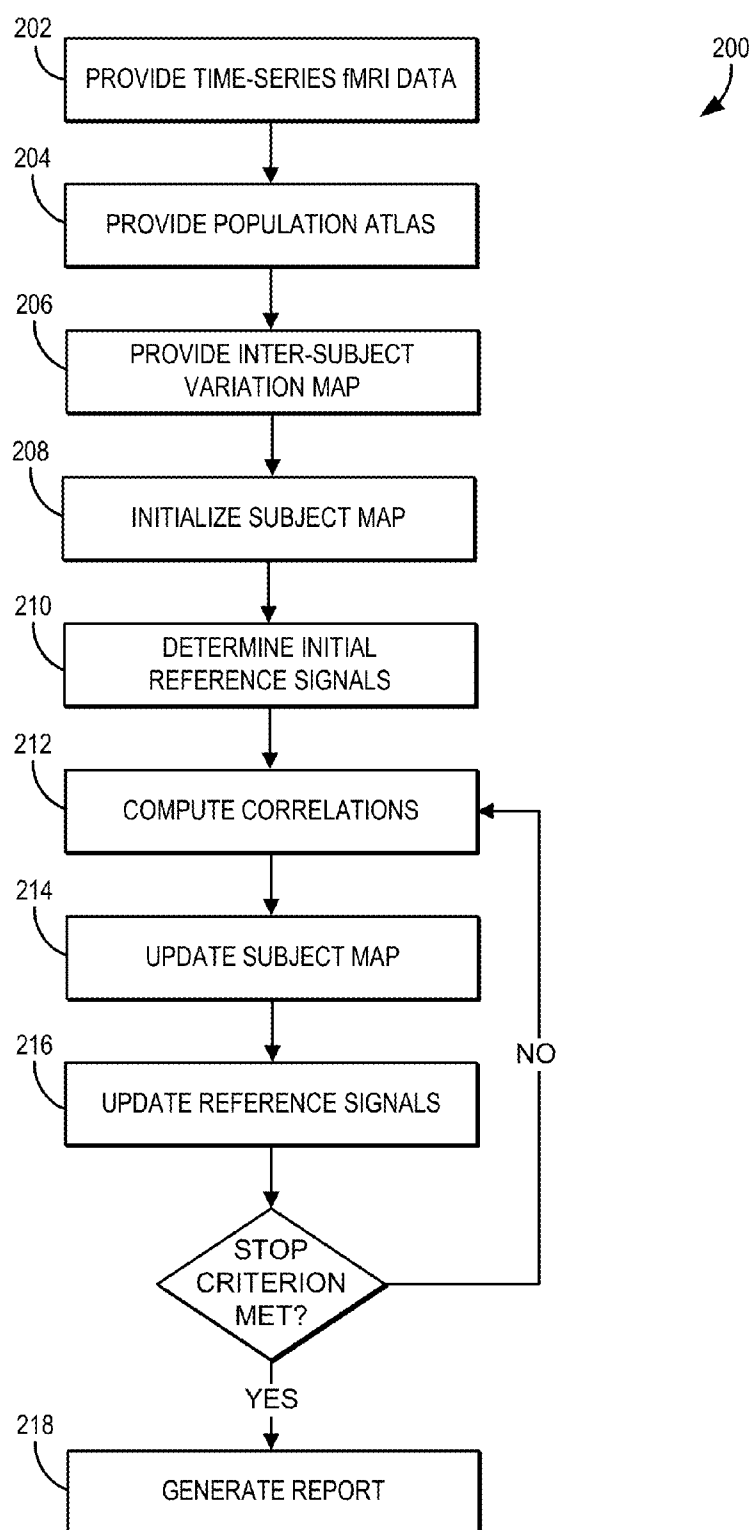 200
202
PROVIDE TIME-SERIES fMRI DATA
204
PROVIDE POPULATION ATLAS
206
PROVIDE INTER-SUBJECT
VARIATION MAP
208
INITIALIZE SUBJECT MAP
210
DETERMINE INITIAL
REFERENCE SIGNALS
212
COMPUTE CORRELATIONS
214
UPDATE SUBJECT MAP
216
UPDATE REFERENCE SIGNALS
NO
STOP
CRITERION
MET?
YES
218
GENERATE REPORT